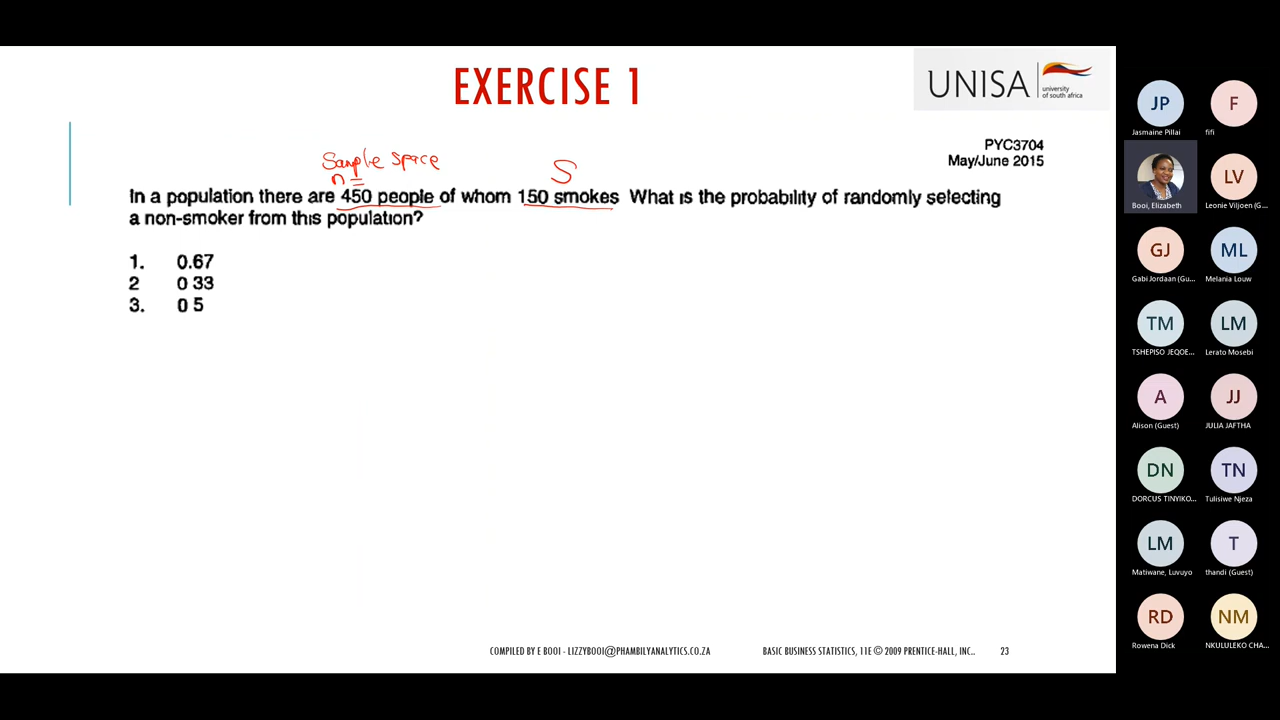 EXERCISE 1
UNISA
university
of south africa
PYC3704
May/June 2015
Sample space
n =
S
In a population there are 450 people of whom 150 smokes What is the probability of randomly selecting
a non-smoker from this population?
1. 0.67
2 0 33
3. 0 5
COMPILED BY E BOOI - LIZZYBOOI@PHAMBILYANALYTICS.CO.ZA
BASIC BUSINESS STATISTICS, 11E © 2009 PRENTICE-HALL, INC..
23
JP
Jasmaine Pillai
F
fifi
Booi, Elizabeth
LV
Leonie Viljoen (G...
GJ
Gabi Jordaan (Gu...
ML
Melania Louw
TM
TSHEPISO JEQOE...
LM
Lerato Mosebi
A
Alison (Guest)
JJ
JULIA JAFTHA
DN
DORCUS TINYIKO...
TN
Tulisiwe Njeza
LM
Matiwane, Luvuyo
T
thandi (Guest)
RD
Rowena Dick
NM
NKULULEKO CHA...